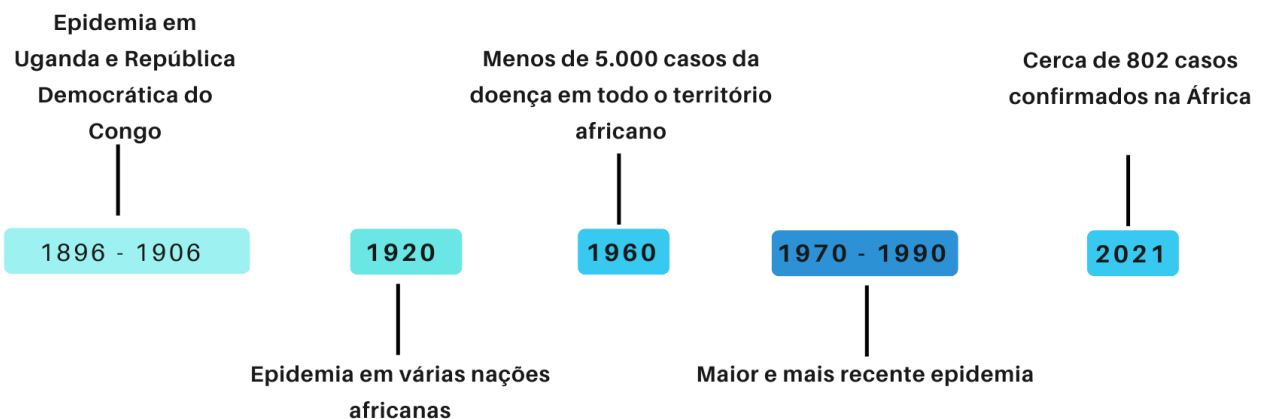 Epidemia em
Uganda e República
Democrática do
Congo
Menos de 5.000 casos da
doença em todo o território
africano
Cerca de 802 casos
confirmados na África
1896 - 1906
1920
1960
1970 - 1990
2021
Epidemia em várias nações
africanas
Maior e mais recente epidemia